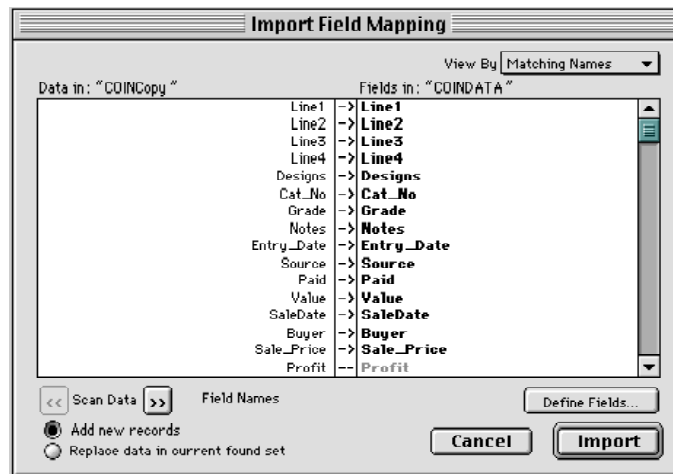 Import Field Mapping
View By Matching Names
Data in: "COINCopy" Fields in: "COINDATA"
Line1 -> Line1
Line2 -> Line2
Line3 -> Line3
Line4 -> Line4
Designs -> Designs
Cat_No -> Cat_No
Grade -> Grade
Notes -> Notes
Entry_Date -> Entry_Date
Source -> Source
Paid -> Paid
Value -> Value
SaleDate -> SaleDate
Buyer -> Buyer
Sale_Price -> Sale_Price
Profit -- Profit
<< Scan Data >> Field Names Define Fields...
Add new records
Replace data in current found set
Cancel Import